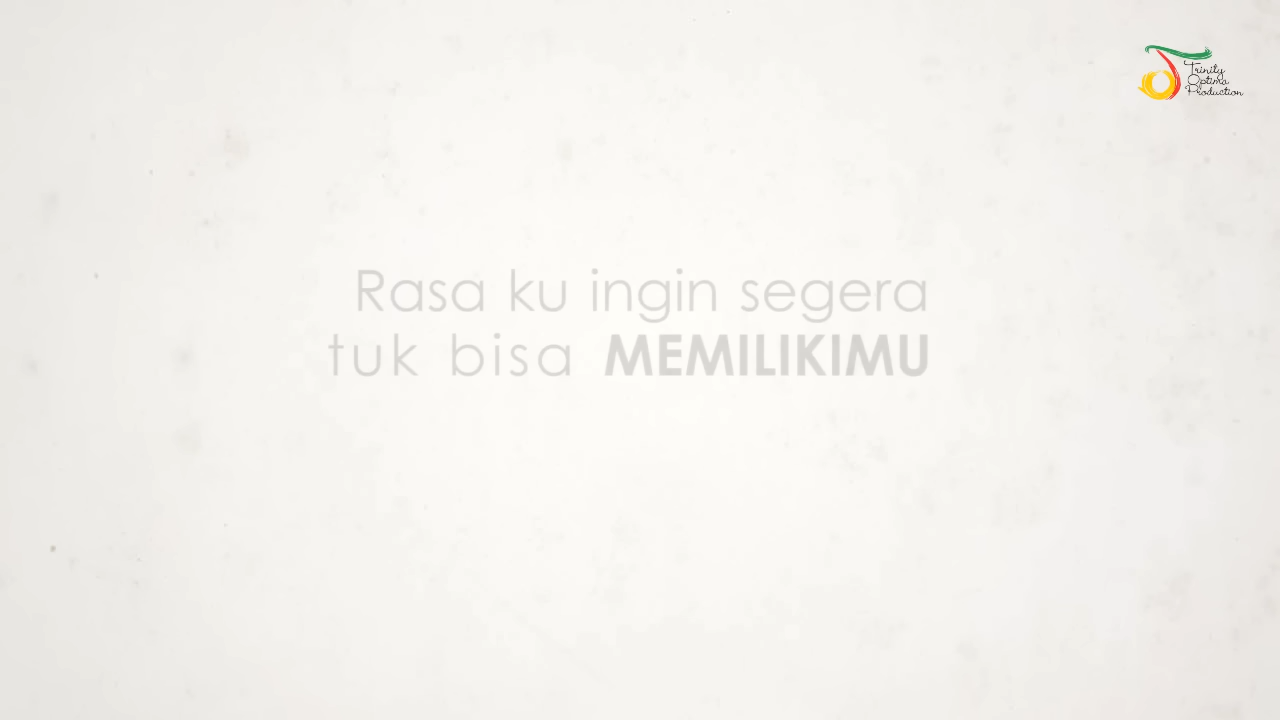 Trinity
Optima
Production
Rasa ku ingin segera
tuk bisa MEMILIKIMU